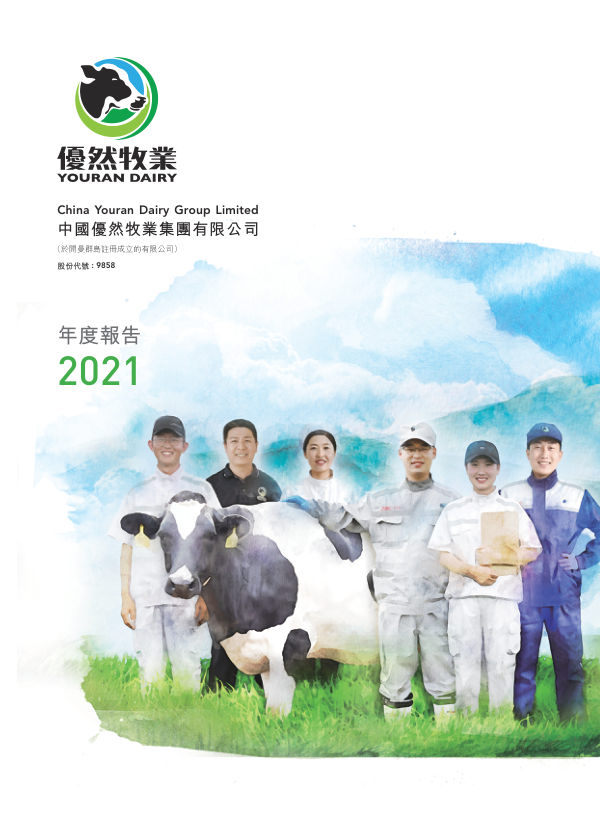 優然牧業
YOURAN DAIRY
China Youran Dairy Group Limited
中國優然牧業集團有限公司
（於開曼群島註冊成立的有限公司）
股份代號：9858
年度報告
2021